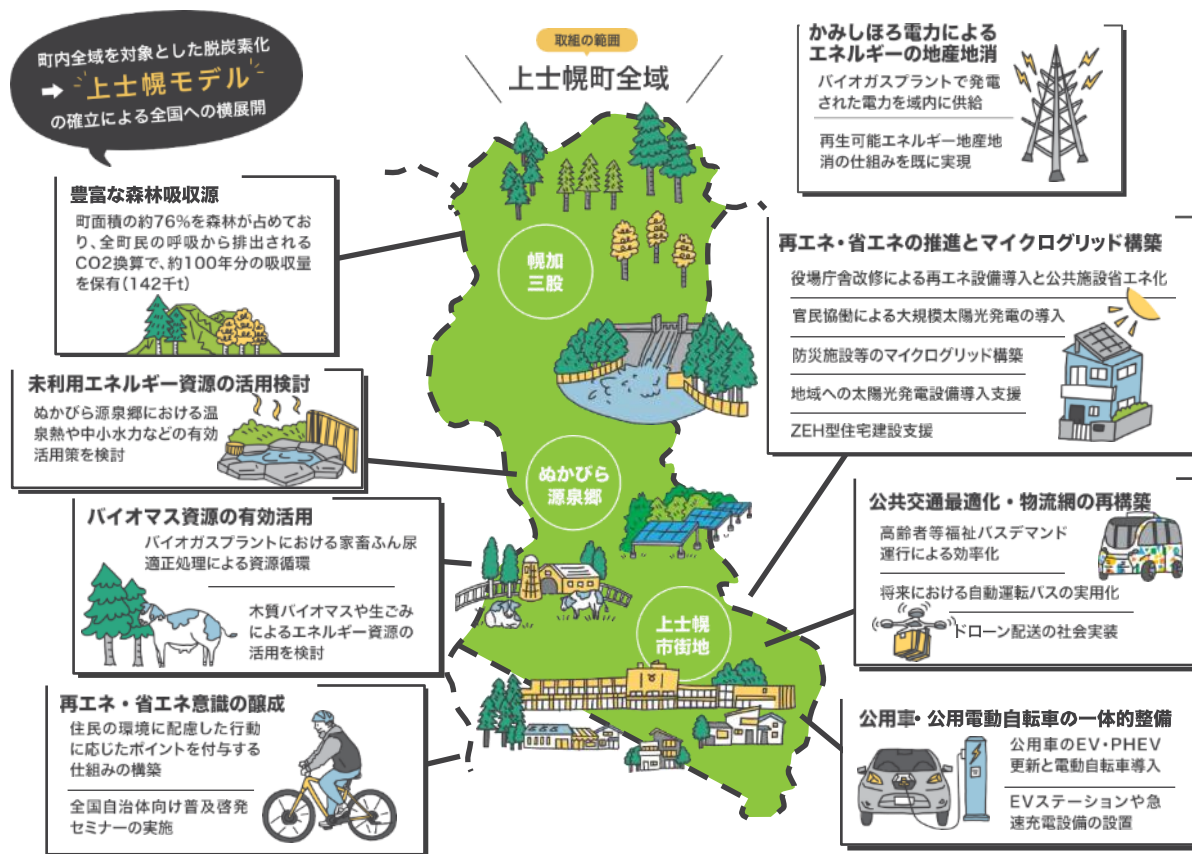 町内全域を対象とした脱炭素化
➡ 上士幌モデル
の確立による全国への横展開
取組の範囲
上士幌町全域
かみしほろ電力による
エネルギーの地産地消
バイオガスプラントで発電
された電力を域内に供給
再生可能エネルギー地産地
消の仕組みを既に実現
豊富な森林吸収源
町面積の約76%を森林が占めてお
り、全町民の呼吸から排出される
CO2換算で、約100年分の吸収量
を保有(142千t)
幌加
三股
再エネ・省エネの推進とマイクログリッド構築
役場庁舎改修による再エネ設備導入と公共施設省エネ化
官民協働による大規模太陽光発電の導入
防災施設等のマイクログリッド構築
地域への太陽光発電設備導入支援
ZEH型住宅建設支援
未利用エネルギー資源の活用検討
ぬかびら源泉郷における温
泉熱や中小水力などの有効
活用策を検討
ぬかびら
源泉郷
バイオマス資源の有効活用
バイオガスプラントにおける家畜ふん尿
適正処理による資源循環
木質バイオマスや生ごみ
によるエネルギー資源の
活用を検討
公共交通最適化・物流網の再構築
高齢者等福祉バスデマンド
運行による効率化
将来における自動運転バスの実用化
ドローン配送の社会実装
上士幌
市街地
再エネ・省エネ意識の醸成
住民の環境に配慮した行動
に応じたポイントを付与する
仕組みの構築
全国自治体向け普及啓発
セミナーの実施
公用車・公用電動自転車の一体的整備
公用車のEV・PHEV
更新と電動自転車導入
EVステーションや急
速充電設備の設置